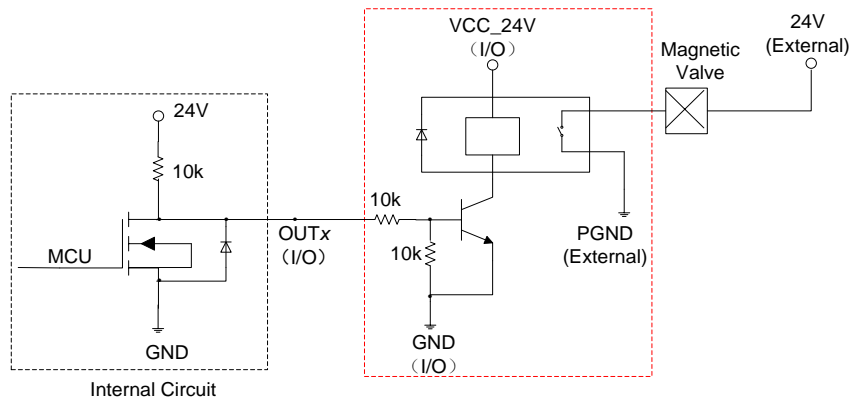 VCC_24V
（I/O）
Magnetic
Valve
24V
(External)
24V
10k
MCU
GND
OUTx
（I/O）
10k
10k
GND
（I/O）
PGND
(External)
Internal Circuit